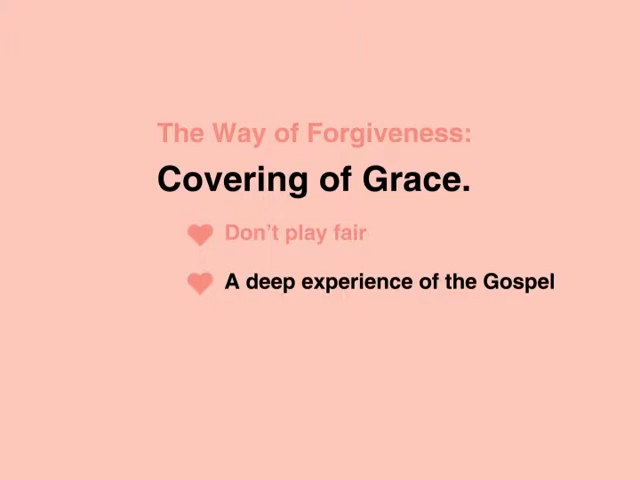 The Way of Forgiveness:
Covering of Grace.
Don’t play fair
A deep experience of the Gospel